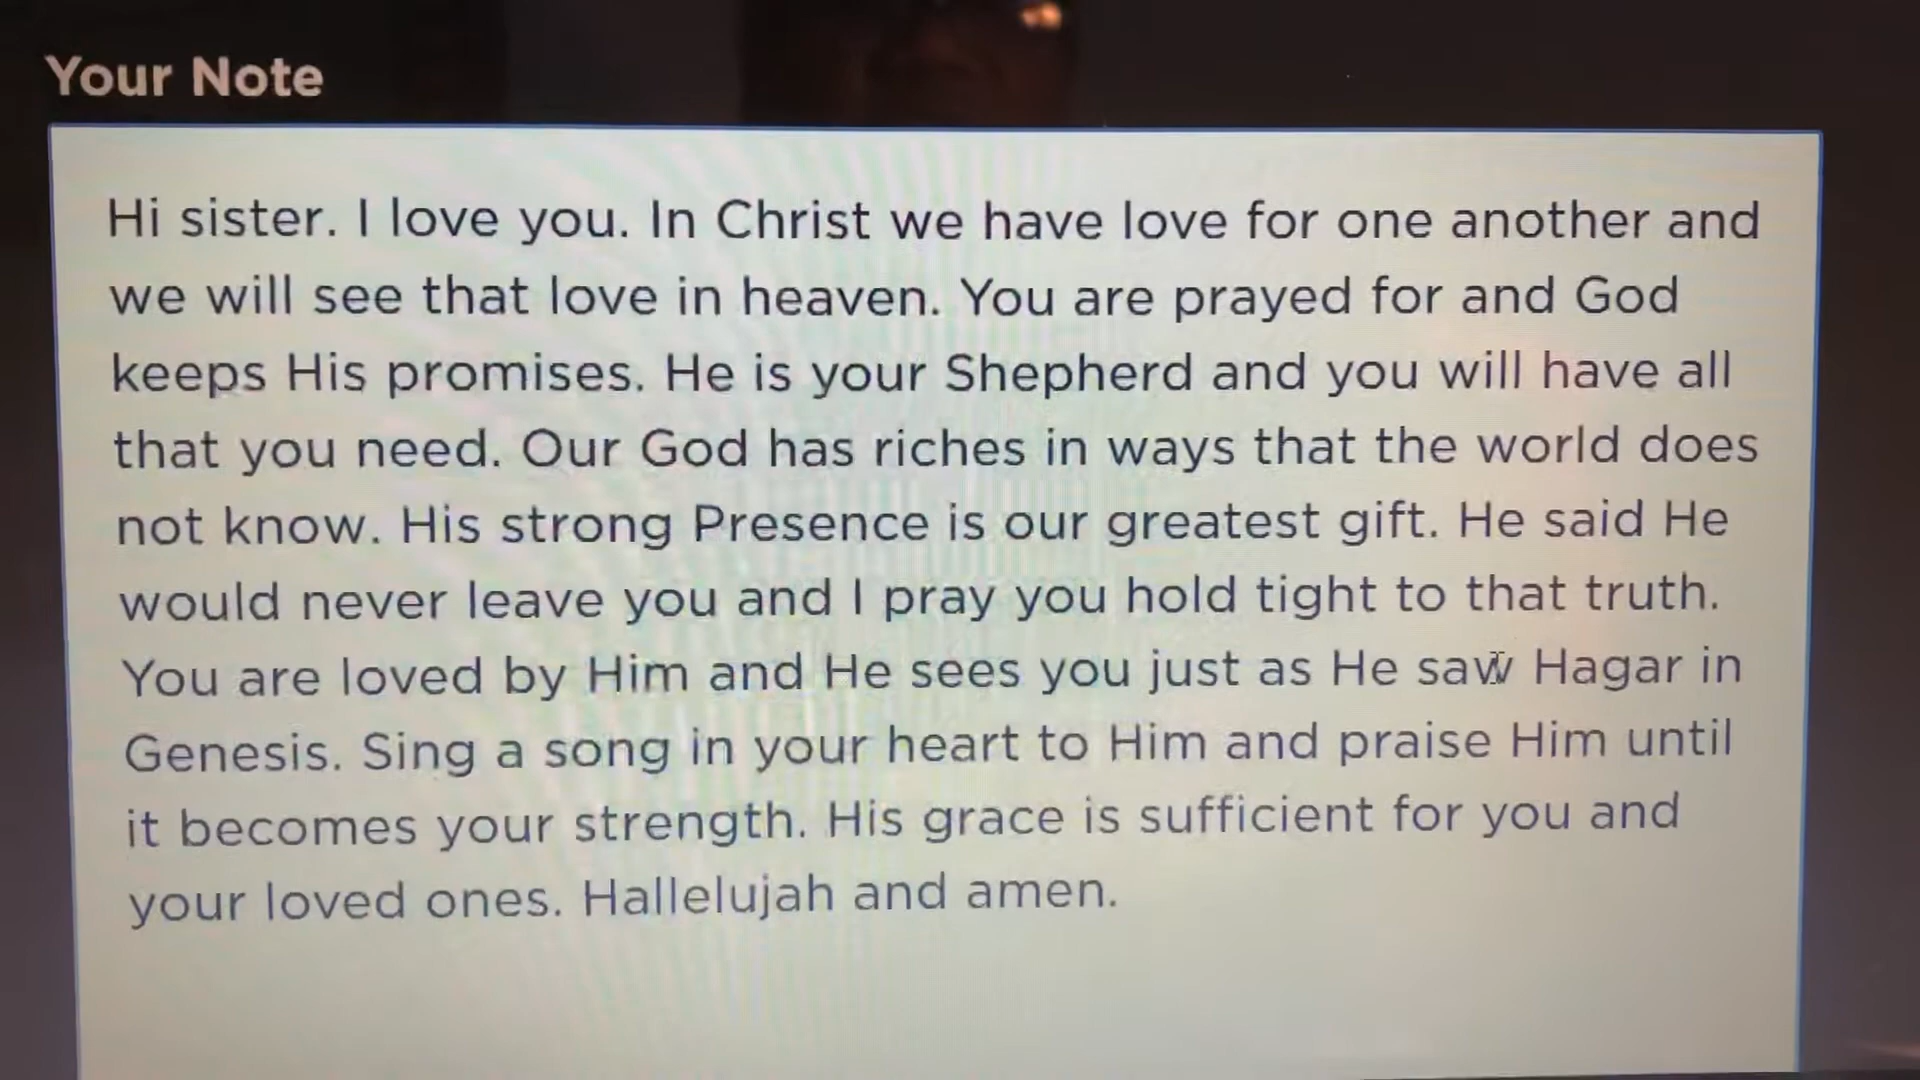 Your Note
Hi sister. I love you. In Christ we have love for one another and
we will see that love in heaven. You are prayed for and God
keeps His promises. He is your Shepherd and you will have all
that you need. Our God has riches in ways that the world does
not know. His strong Presence is our greatest gift. He said He
would never leave you and I pray you hold tight to that truth.
You are loved by Him and He sees you just as He saw Hagar in
Genesis. Sing a song in your heart to Him and praise Him until
it becomes your strength. His grace is sufficient for you and
your loved ones. Hallelujah and amen.